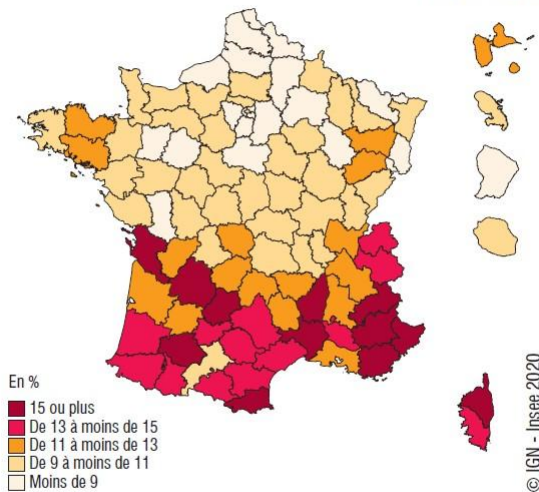 En %
15 ou plus
De 13 à moins de 15
De 11 à moins de 13
De 9 à moins de 11
Moins de 9
© IGN - Insee 2020